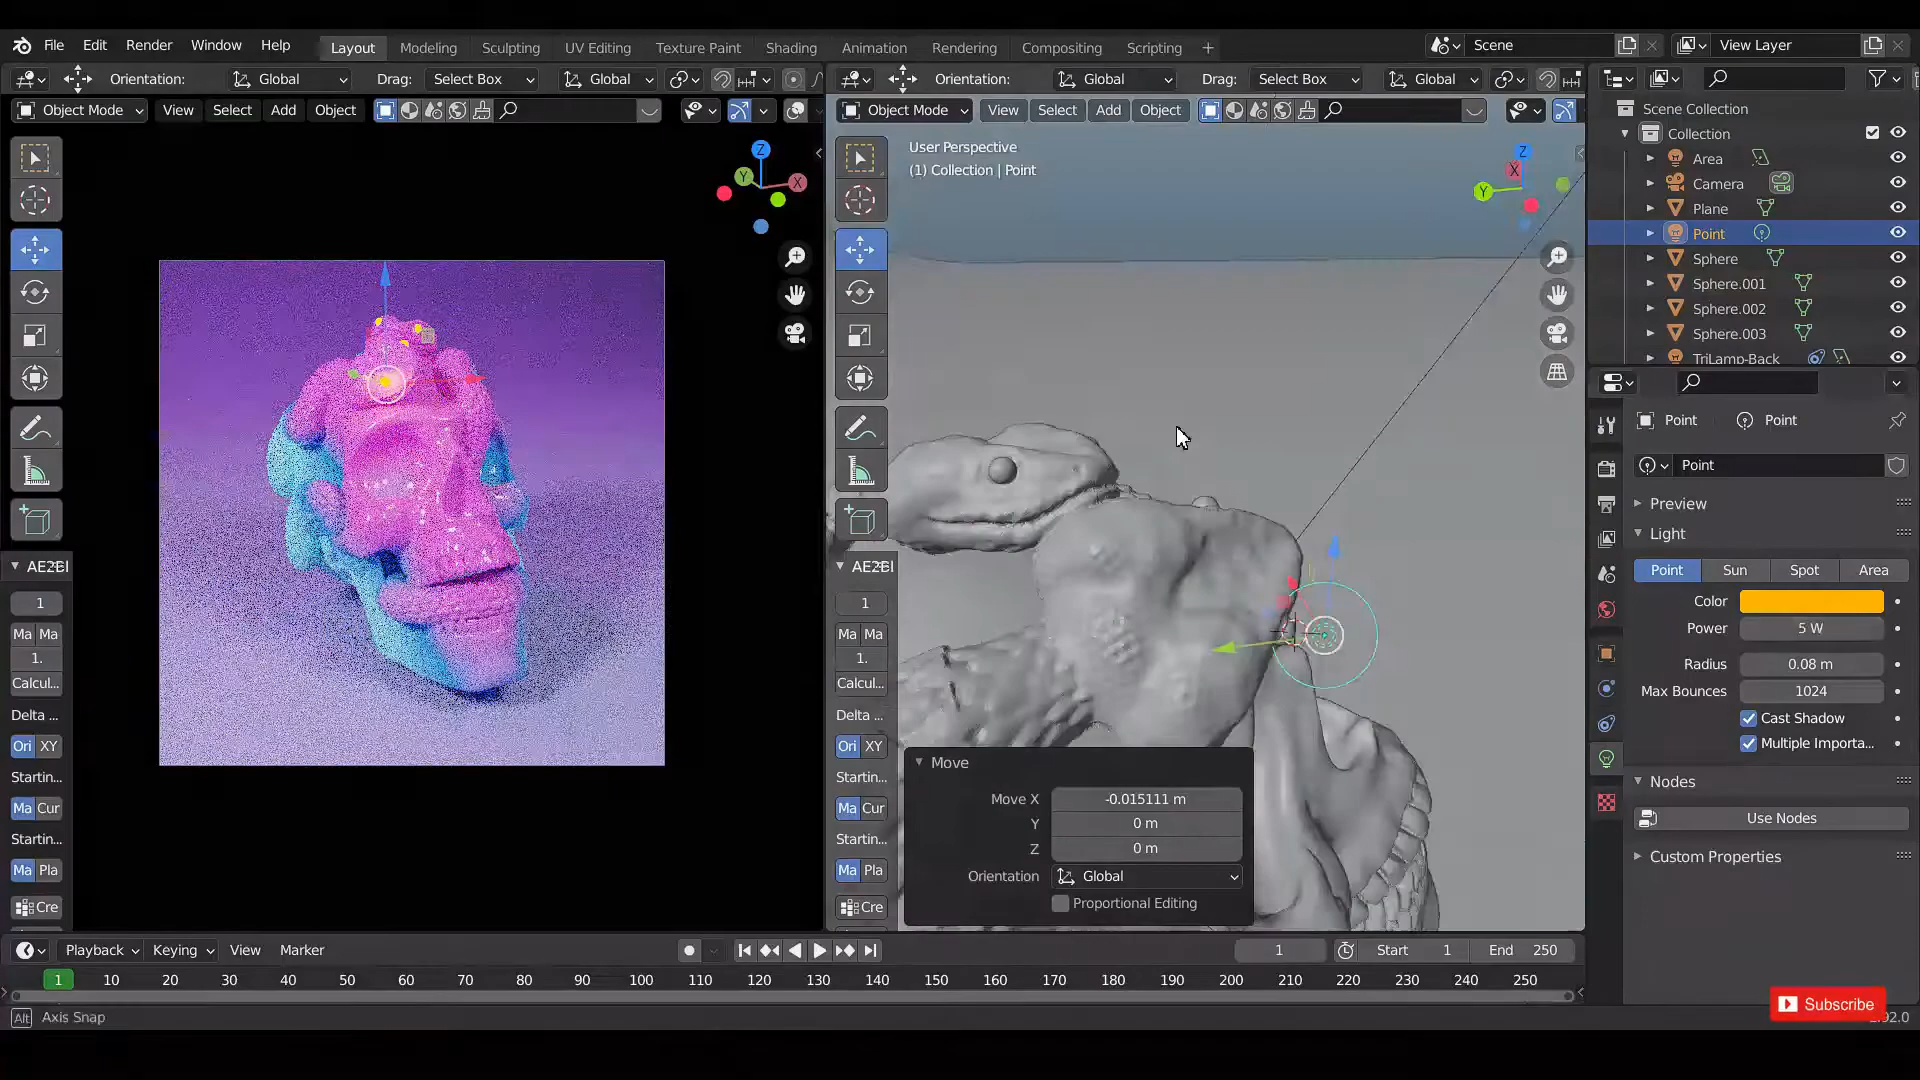 File Edit Render Window Help Layout Modeling Sculpting UV Editing Texture Paint Shading Animation Rendering Compositing Scripting + Scene View Layer
Orientation: Global Drag: Select Box Global
Orientation: Global Drag: Select Box Global
Object Mode View Select Add Object
Object Mode View Select Add Object
User Perspective
(1) Collection | Point
Z
Y
X
Z
X
Y
Scene Collection
Collection
Area
Camera
Plane
Point
Sphere
Sphere.001
Sphere.002
Sphere.003
TriLamp-Back
Point Point
Point
Preview
Light
Point Sun Spot Area
Color
Power 5 W
Radius 0.08 m
Max Bounces 1024
Cast Shadow
Multiple Importa...
Nodes
Use Nodes
Custom Properties
1
Ma Ma
1.
Calcul...
Delta ...
Ori XY
Startin...
Ma Cur
Startin...
Ma Pla
Cre
1
Ma Ma
1.
Calcul...
Delta ...
Ori XY
Startin...
Ma Cur
Startin...
Ma Pla
Cre
Move
Move X -0.015111 m
Y 0 m
Z 0 m
Orientation Global
Proportional Editing
Playback Keying View Marker 1 Start 1 End 250
1 10 20 30 40 50 60 70 80 90 100 110 120 130 140 150 160 170 180 190 200 210 220 230 240 250
Alt Axis Snap
Subscribe